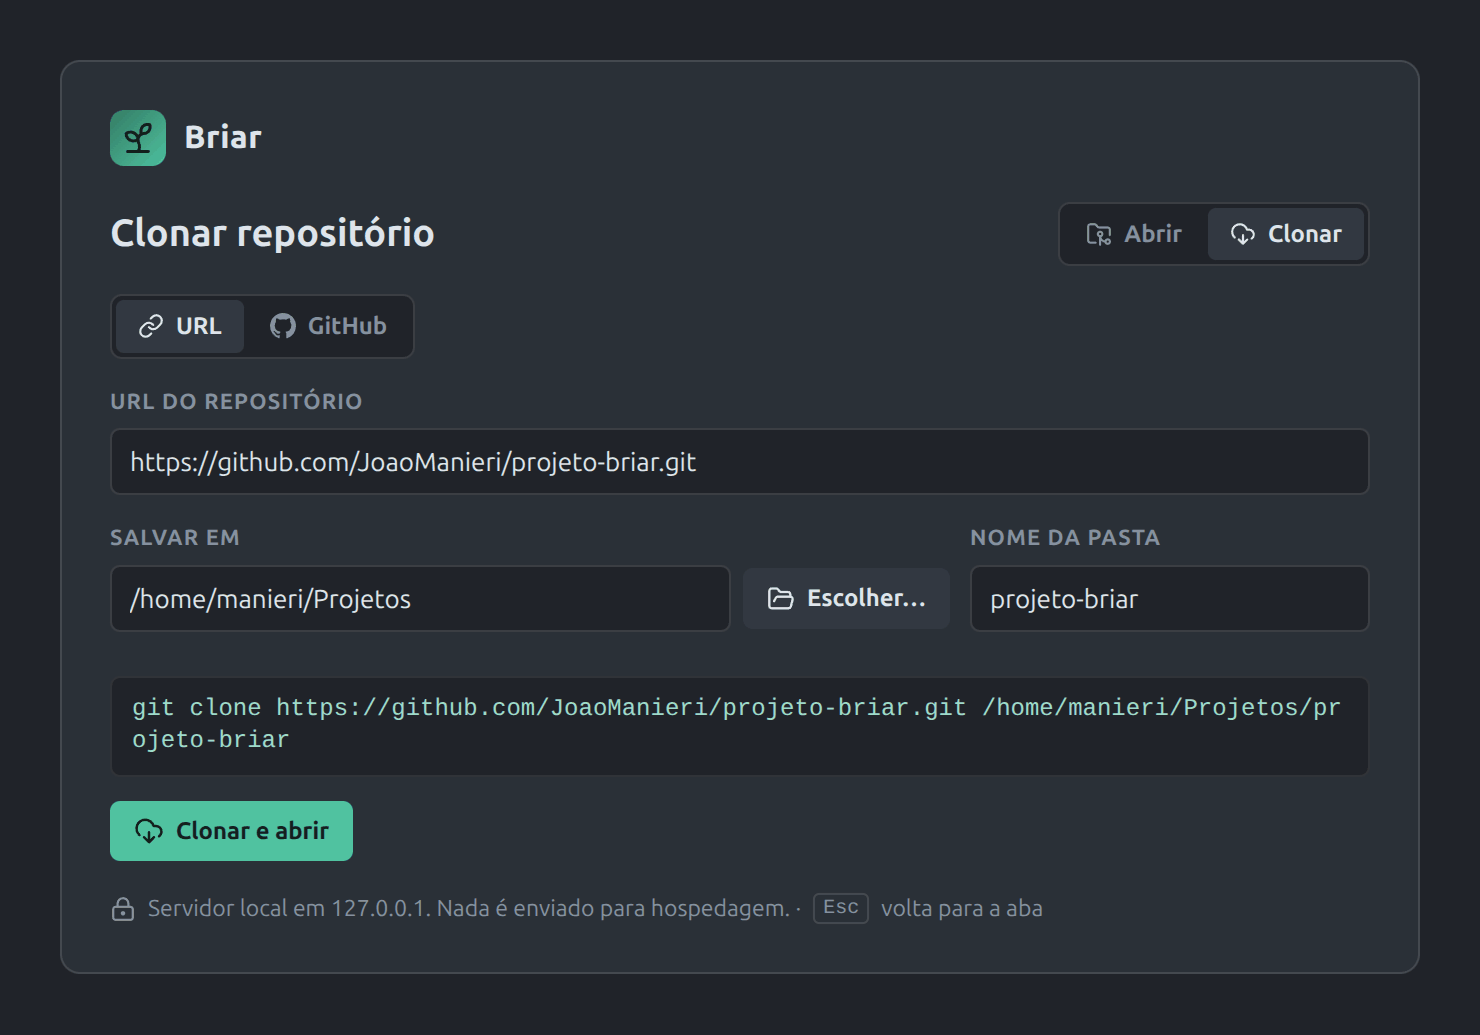 Briar
Clonar repositório
Abrir
Clonar
URL
GitHub
URL DO REPOSITÓRIO
https://github.com/JoaoManieri/projeto-briar.git
SALVAR EM
NOME DA PASTA
/home/manieri/Projetos
Escolher...
projeto-briar
git clone https://github.com/JoaoManieri/projeto-briar.git /home/manieri/Projetos/pr
ojeto-briar
Clonar e abrir
Servidor local em 127.0.0.1. Nada é enviado para hospedagem. · Esc volta para a aba